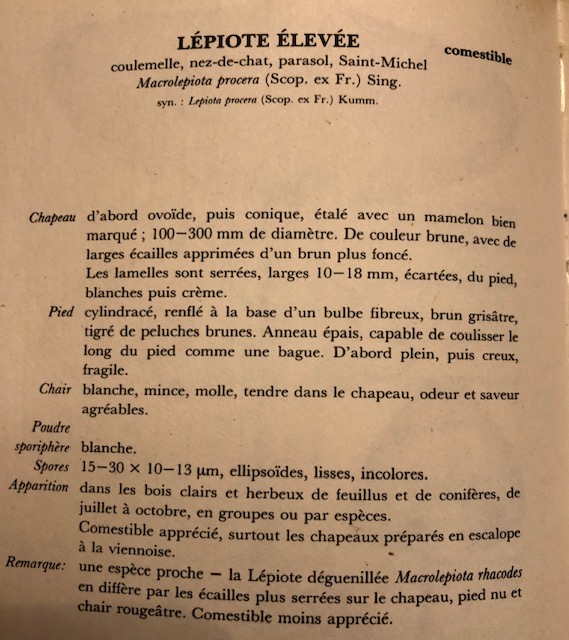 LÉPIOTE ÉLEVÉE
comestible
coulemelle, nez-de-chat, parasol, Saint-Michel
Macrolepiota procera (Scop. ex Fr.) Sing.
syn. : Lepiota procera (Scop. ex Fr.) Kumm.
Chapeau d'abord ovoïde, puis conique, étalé avec un mamelon bien
marqué ; 100–300 mm de diamètre. De couleur brune, avec de
larges écailles apprimées d'un brun plus foncé.
Les lamelles sont serrées, larges 10–18 mm, écartées, du pied,
blanches puis crème.
Pied cylindracé, renflé à la base d'un bulbe fibreux, brun grisâtre,
tigré de peluches brunes. Anneau épais, capable de coulisser le
long du pied comme une bague. D'abord plein, puis creux,
fragile.
Chair blanche, mince, molle, tendre dans le chapeau, odeur et saveur
agréables.
Poudre
sporiphère blanche.
Spores 15–30 × 10–13 µm, ellipsoïdes, lisses, incolores.
Apparition dans les bois clairs et herbeux de feuillus et de conifères, de
juillet à octobre, en groupes ou par espèces.
Comestible apprécié, surtout les chapeaux préparés en escalope
à la viennoise.
Remarque: une espèce proche – la Lépiote déguenillée Macrolepiota rhacodes
en diffère par les écailles plus serrées sur le chapeau, pied nu et
chair rougeâtre. Comestible moins apprécié.